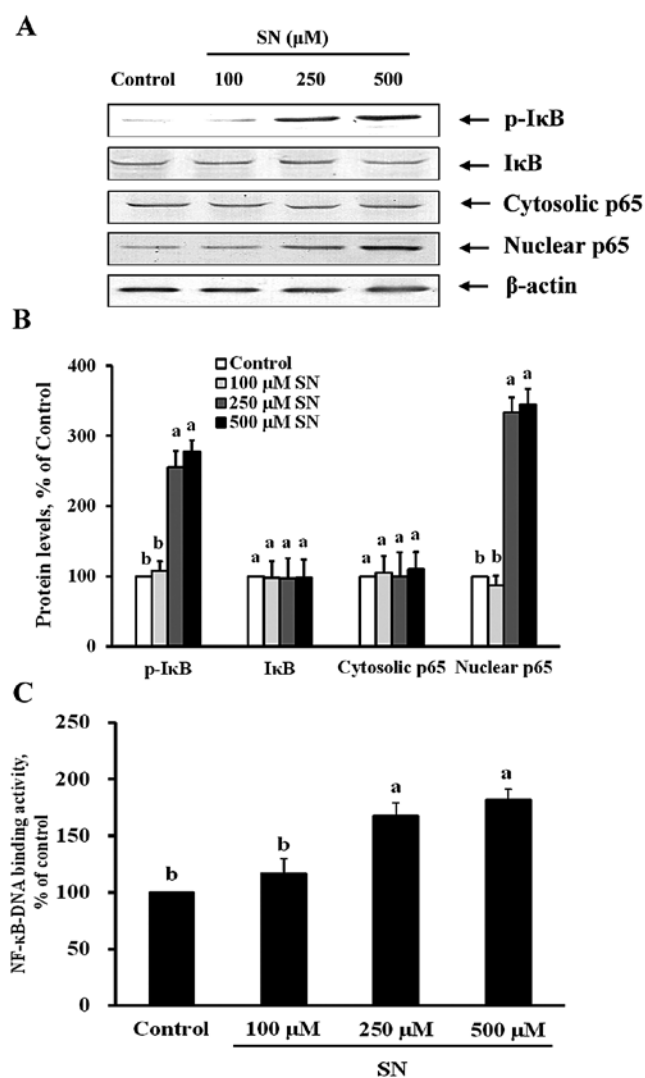 A
SN (μM)
Control 100 250 500
p-IκB
IκB
Cytosolic p65
Nuclear p65
β-actin
B
Protein levels, % of Control
400
300
200
100
0
Control
100 μM SN
250 μM SN
500 μM SN
b b a a
a a a a
a a a a
b b a a
p-IκB IκB Cytosolic p65 Nuclear p65
C
NF-κB-DNA binding activity,
% of control
250
200
150
100
50
0
b b a a
Control 100 μM 250 μM 500 μM
SN